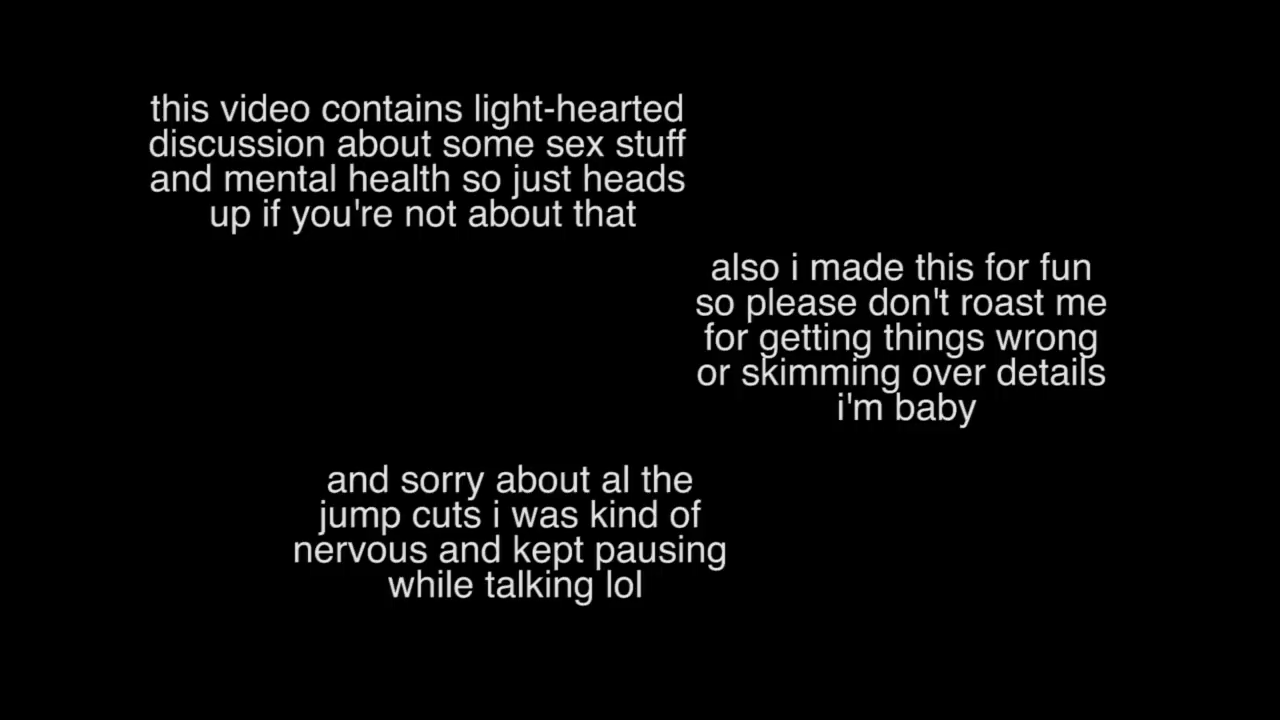 this video contains light-hearted
discussion about some sex stuff
and mental health so just heads
up if you're not about that
also i made this for fun
so please don't roast me
for getting things wrong
or skimming over details
i'm baby
and sorry about al the
jump cuts i was kind of
nervous and kept pausing
while talking lol